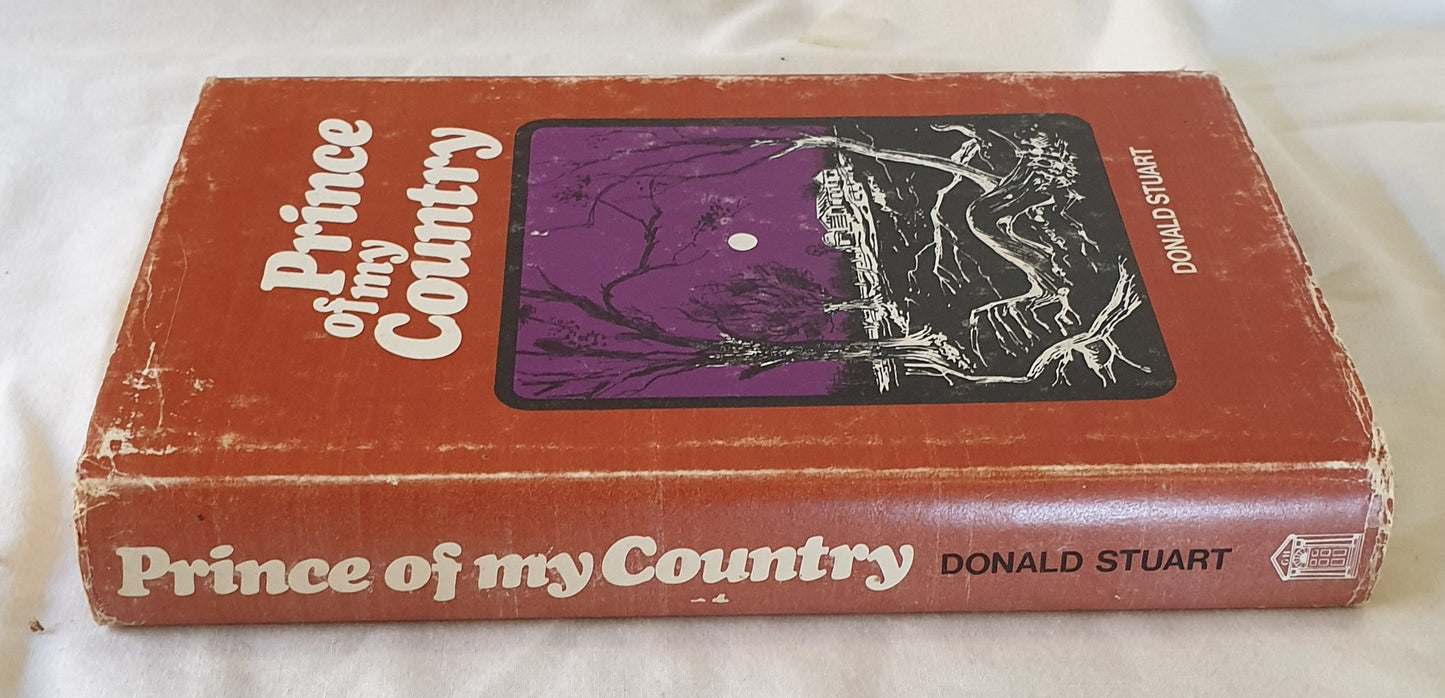 Prince
of my
Country
DONALD STUART
Prince of my Country DONALD STUART